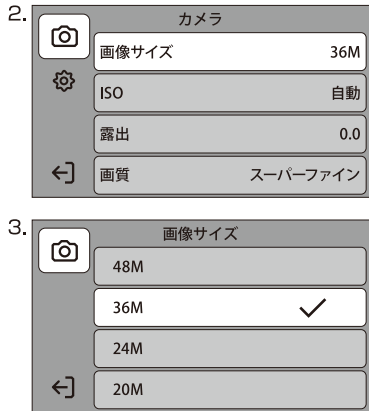 2.
カメラ
画像サイズ 36M
ISO 自動
露出 0.0
画質 スーパーファイン
3.
画像サイズ
48M
36M
24M
20M